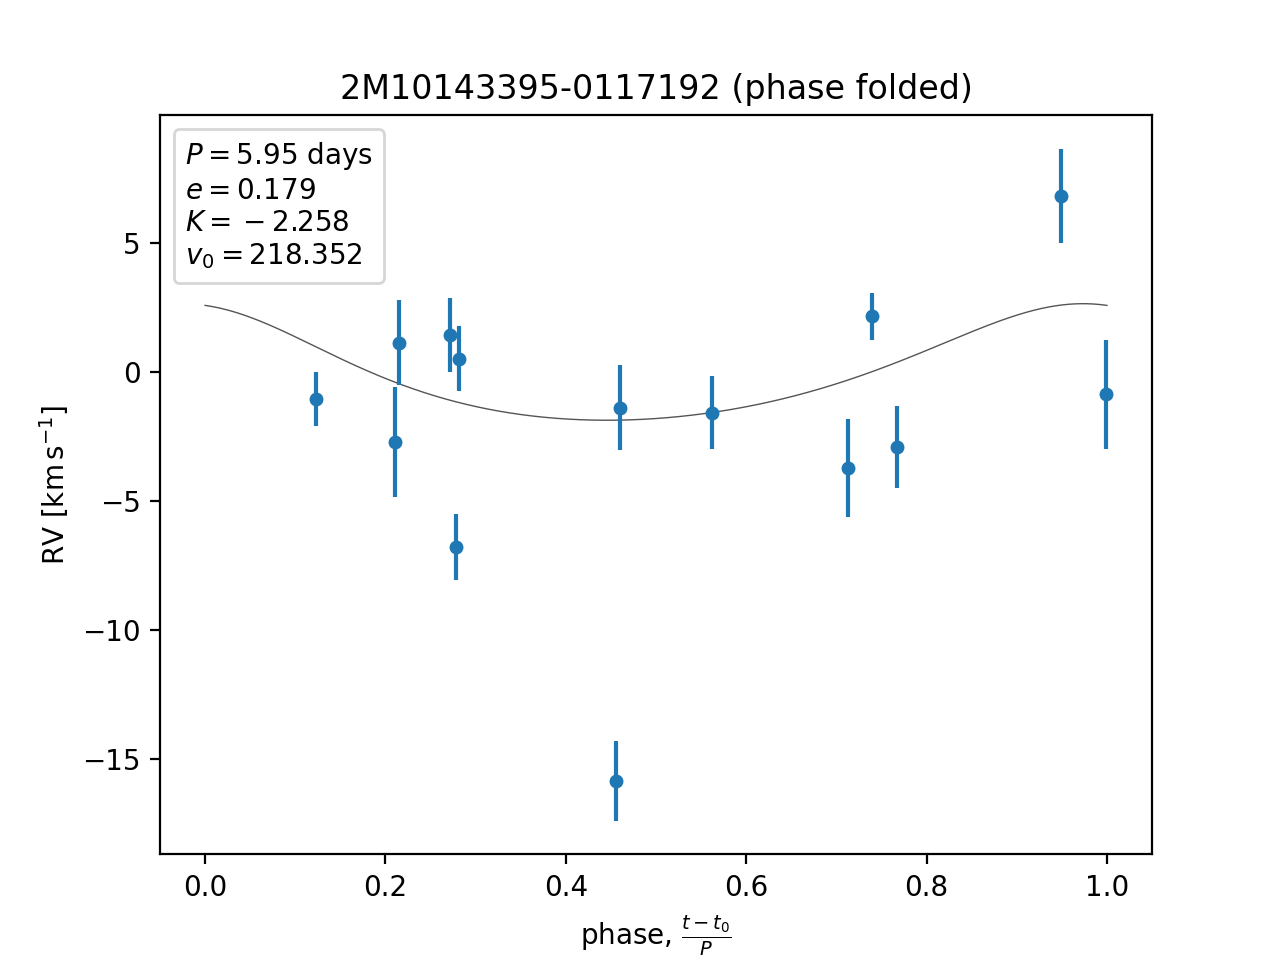 2M10143395-0117192 (phase folded)
P = 5.95 days
e = 0.179
K = −2.258
v₀ = 218.352
5
0
−5
−10
−15
RV [km s⁻¹]
0.0 0.2 0.4 0.6 0.8 1.0
phase, (t − t₀)/P